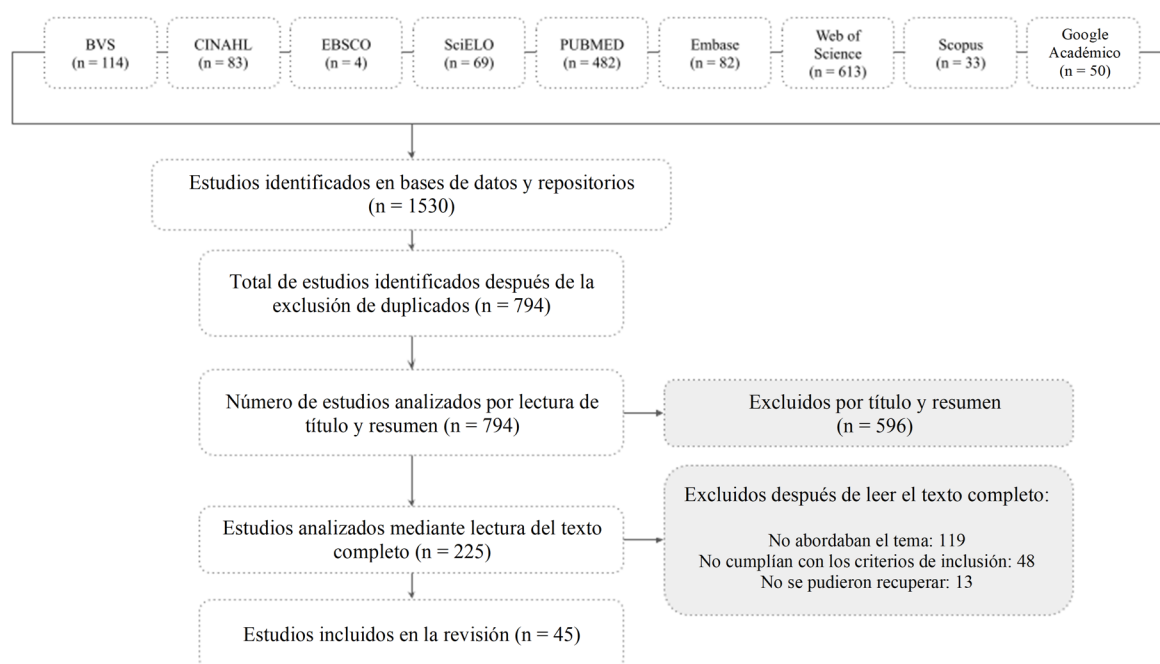 BVS
(n = 114)
CINAHL
(n = 83)
EBSCO
(n = 4)
SciELO
(n = 69)
PUBMED
(n = 482)
Embase
(n = 82)
Web of
Science
(n = 613)
Scopus
(n = 33)
Google
Académico
(n = 50)
Estudios identificados en bases de datos y repositorios
(n = 1530)
Total de estudios identificados después de la
exclusión de duplicados (n = 794)
Número de estudios analizados por lectura de
título y resumen (n = 794)
Excluidos por título y resumen
(n = 596)
Estudios analizados mediante lectura del texto
completo (n = 225)
Excluidos después de leer el texto completo:
No abordaban el tema: 119
No cumplían con los criterios de inclusión: 48
No se pudieron recuperar: 13
Estudios incluidos en la revisión (n = 45)